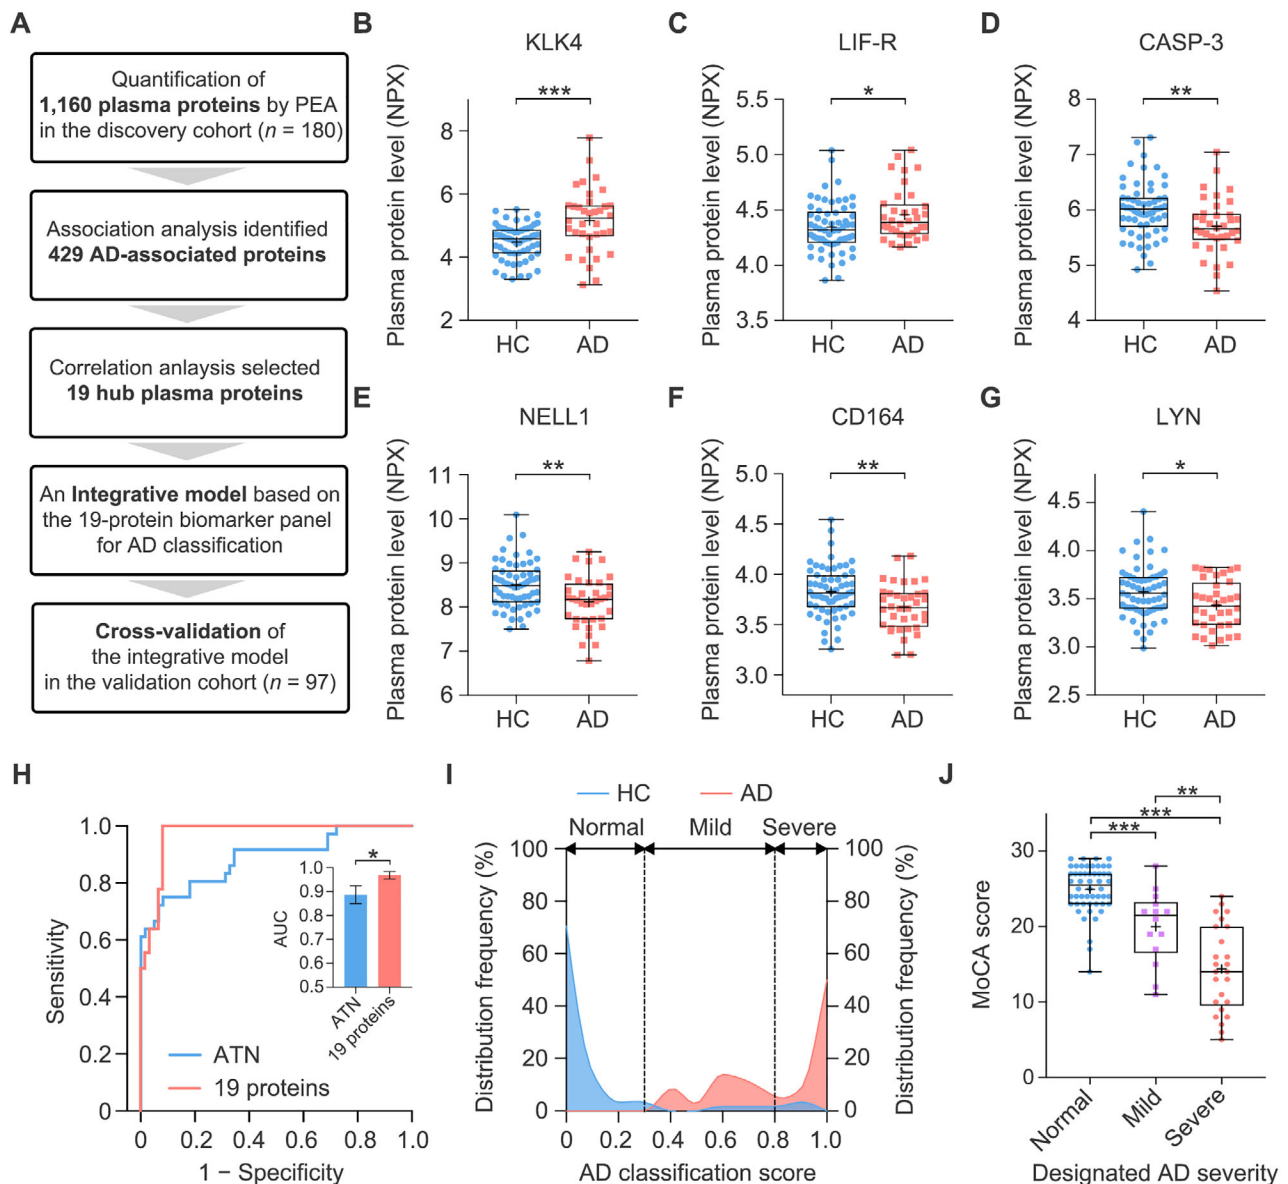 A
Quantification of
1,160 plasma proteins by PEA
in the discovery cohort (n = 180)
Association analysis identified
429 AD-associated proteins
Correlation anlaysis selected
19 hub plasma proteins
An Integrative model based on
the 19-protein biomarker panel
for AD classification
Cross-validation of
the integrative model
in the validation cohort (n = 97)
B
KLK4
Plasma protein level (NPX)
***
8
6
4
2
HC AD
C
LIF-R
Plasma protein level (NPX)
*
5.5
5.0
4.5
4.0
3.5
HC AD
D
CASP-3
Plasma protein level (NPX)
**
8
7
6
5
4
HC AD
E
NELL1
Plasma protein level (NPX)
**
11
10
9
8
7
6
HC AD
F
CD164
Plasma protein level (NPX)
**
5.0
4.5
4.0
3.5
3.0
HC AD
G
LYN
Plasma protein level (NPX)
*
4.5
4.0
3.5
3.0
2.5
HC AD
H
Sensitivity
1.0
0.8
0.6
0.4
0.2
0
0 0.2 0.4 0.6 0.8 1.0
1 − Specificity
ATN
19 proteins
AUC
*
1.0
0.9
0.8
0.7
0.6
0.5
ATN
19 proteins
I
HC AD
Normal Mild Severe
Distribution frequency (%)
100
80
60
40
20
0
100
80
60
40
20
0
Distribution frequency (%)
0 0.2 0.4 0.6 0.8 1.0
AD classification score
J
**
***
***
MoCA score
30
20
10
0
Normal
Mild
Severe
Designated AD severity